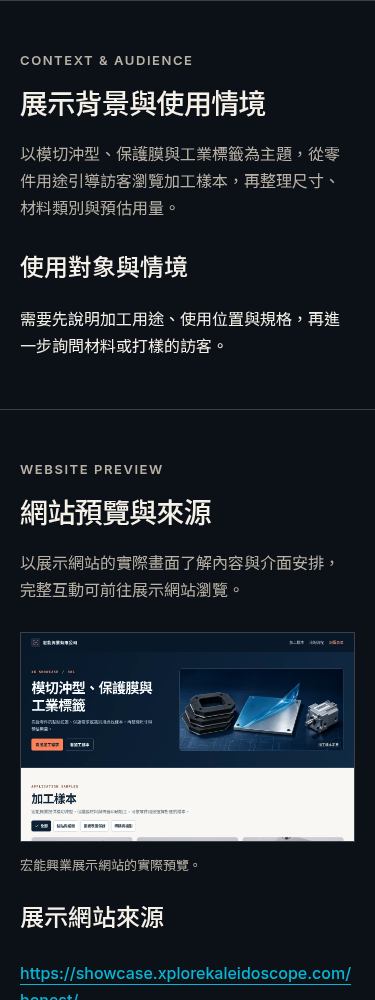 CONTEXT & AUDIENCE
展示背景與使用情境
以模切沖型、保護膜與工業標籤為主題，從零
件用途引導訪客瀏覽加工樣本，再整理尺寸、
材料類別與預估用量。
使用對象與情境
需要先說明加工用途、使用位置與規格，再進
一步詢問材料或打樣的訪客。
WEBSITE PREVIEW
網站預覽與來源
以展示網站的實際畫面了解內容與介面安排，
完整互動可前往展示網站瀏覽。
模切沖型、保護膜與
工業標籤
APPLICATION SAMPLES
加工樣本
宏能興業展示網站的實際預覽。
展示網站來源
https://showcase.xplorekaleidoscope.com/
honest/